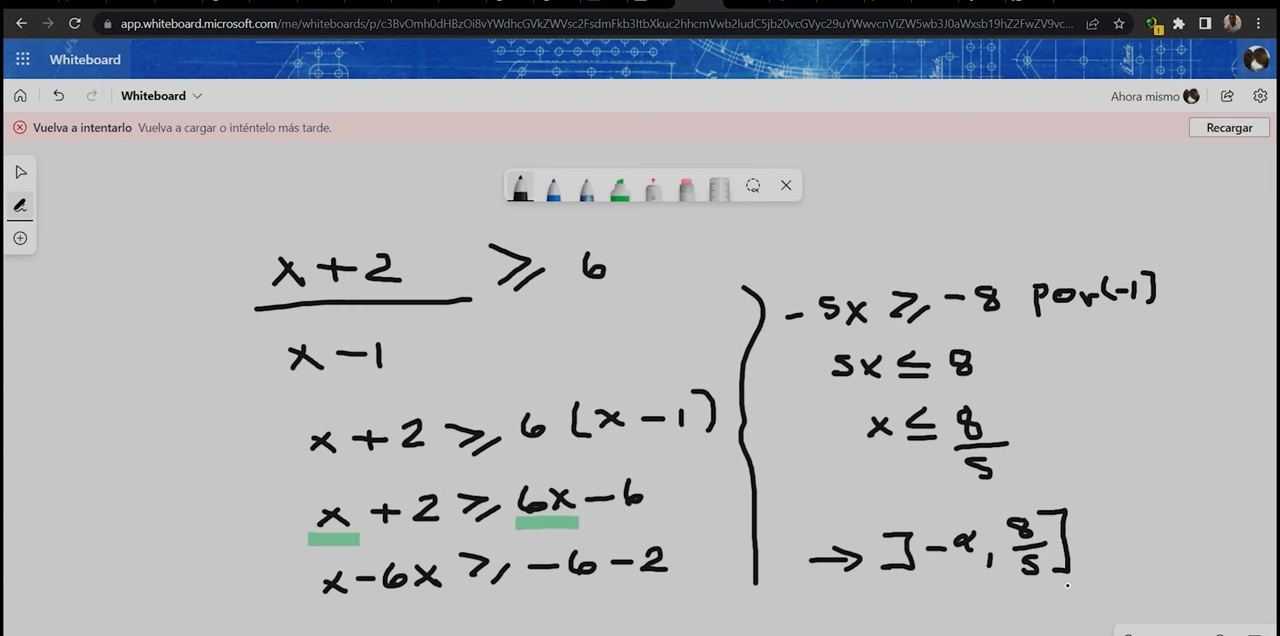 Whiteboard
Whiteboard
Ahora mismo
Vuelva a intentarlo Vuelva a cargar o inténtelo más tarde.
Recargar
x+2 ≥ 6
x-1
x+2 ≥ 6(x-1)
x+2 ≥ 6x-6
x-6x ≥ -6-2
-5x ≥ -8 por(-1]
5x ≤ 8
x ≤ 8
5
→ ]-∝, 8/5]